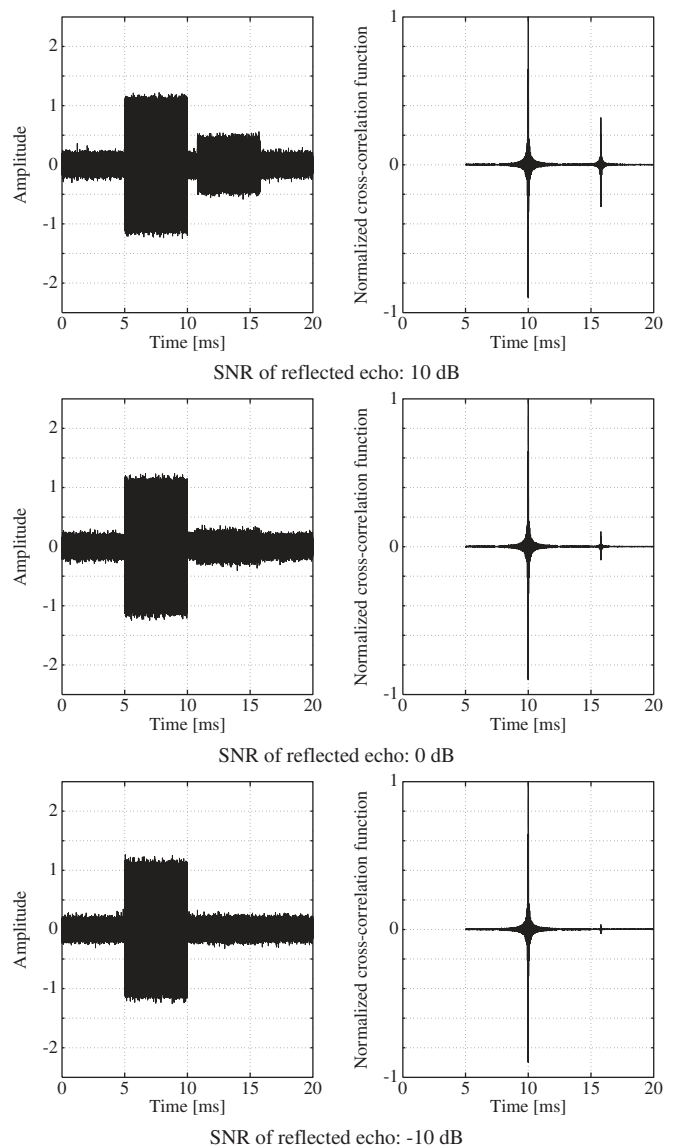 2
1
0
-1
-2
Amplitude
0 5 10 15 20
Time [ms]
1
0
-1
Normalized cross-correlation function
0 5 10 15 20
Time [ms]
SNR of reflected echo: 10 dB
2
1
0
-1
-2
Amplitude
0 5 10 15 20
Time [ms]
1
0
-1
Normalized cross-correlation function
0 5 10 15 20
Time [ms]
SNR of reflected echo: 0 dB
2
1
0
-1
-2
Amplitude
0 5 10 15 20
Time [ms]
1
0
-1
Normalized cross-correlation function
0 5 10 15 20
Time [ms]
SNR of reflected echo: -10 dB